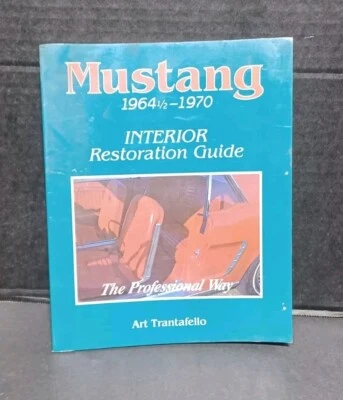 Mustang
1964½-1970
INTERIOR
Restoration Guide
The Professional Way
Art Trantafello